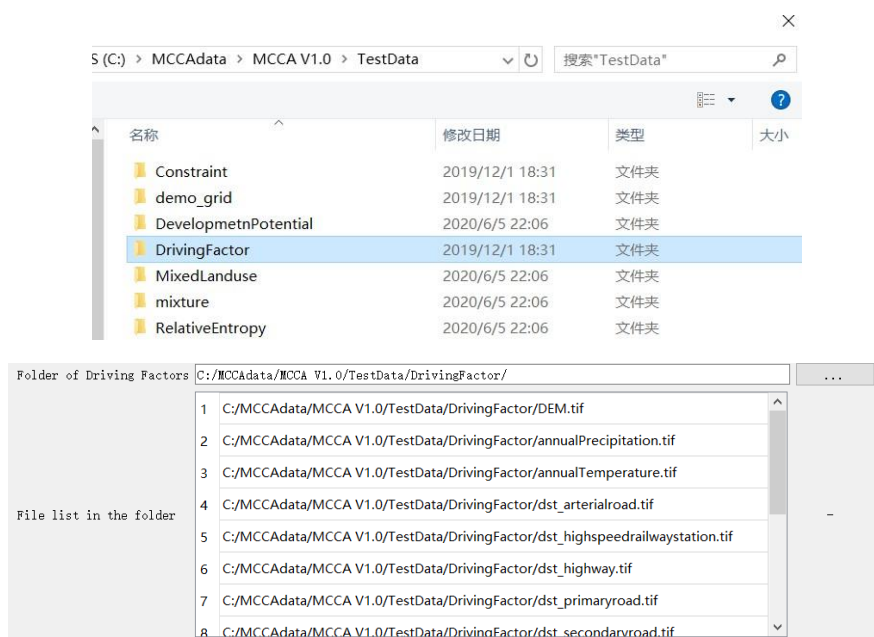 S (C:) > MCCAdata > MCCA V1.0 > TestData
搜索"TestData"
?
名称 修改日期 类型 大小
Constraint 2019/12/1 18:31 文件夹
demo_grid 2019/12/1 18:31 文件夹
DevelopmetnPotential 2020/6/5 22:06 文件夹
DrivingFactor 2019/12/1 18:31 文件夹
MixedLanduse 2020/6/5 22:06 文件夹
mixture 2020/6/5 22:06 文件夹
RelativeEntropy 2020/6/5 22:06 文件夹
Folder of Driving Factors C:/MCCAdata/MCCA V1.0/TestData/DrivingFactor/ ...
1 C:/MCCAdata/MCCA V1.0/TestData/DrivingFactor/DEM.tif
2 C:/MCCAdata/MCCA V1.0/TestData/DrivingFactor/annualPrecipitation.tif
3 C:/MCCAdata/MCCA V1.0/TestData/DrivingFactor/annualTemperature.tif
4 C:/MCCAdata/MCCA V1.0/TestData/DrivingFactor/dst_arterialroad.tif
File list in the folder -
5 C:/MCCAdata/MCCA V1.0/TestData/DrivingFactor/dst_highspeedrailwaystation.tif
6 C:/MCCAdata/MCCA V1.0/TestData/DrivingFactor/dst_highway.tif
7 C:/MCCAdata/MCCA V1.0/TestData/DrivingFactor/dst_primaryroad.tif
8 C:/MCCAdata/MCCA V1.0/TestData/DrivingFactor/dst_secondaryroad.tif